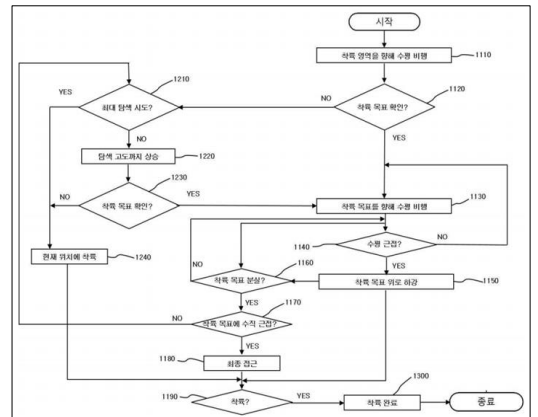 시작
착륙 영역을 향해 수평 비행
1110
1210
YES
최대 탐색 시도?
NO
착륙 목표 확인?
1120
NO
YES
탐색 고도까지 상승
1220
1230
NO
착륙 목표 확인?
YES
착륙 목표를 향해 수평 비행
1130
1140
수평 근접?
NO
현재 위치에 착륙
1240
NO
착륙 목표 분실?
1160
YES
착륙 목표 위로 하강
1150
YES
1170
NO
착륙 목표에 수직 근접?
YES
1180
최종 접근
1190
착륙?
YES
1300
착륙 완료
종료